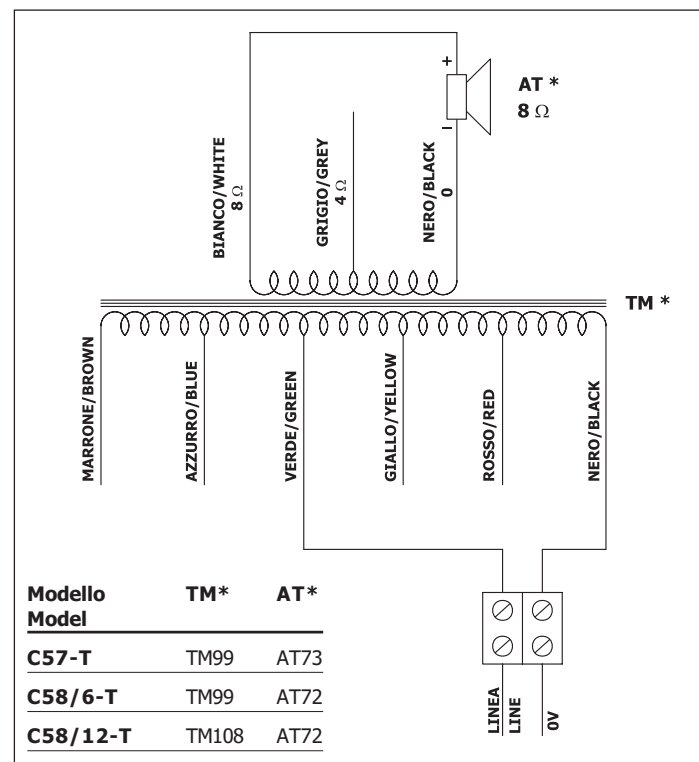 +
AT *
8 Ω
–
BIANCO/WHITE
8 Ω
GRIGIO/GREY
4 Ω
NERO/BLACK
0
TM *
MARRONE/BROWN
AZZURRO/BLUE
VERDE/GREEN
GIALLO/YELLOW
ROSSO/RED
NERO/BLACK
Modello TM* AT*
Model
C57-T TM99 AT73
C58/6-T TM99 AT72
C58/12-T TM108 AT72
LINEA
LINE
0V